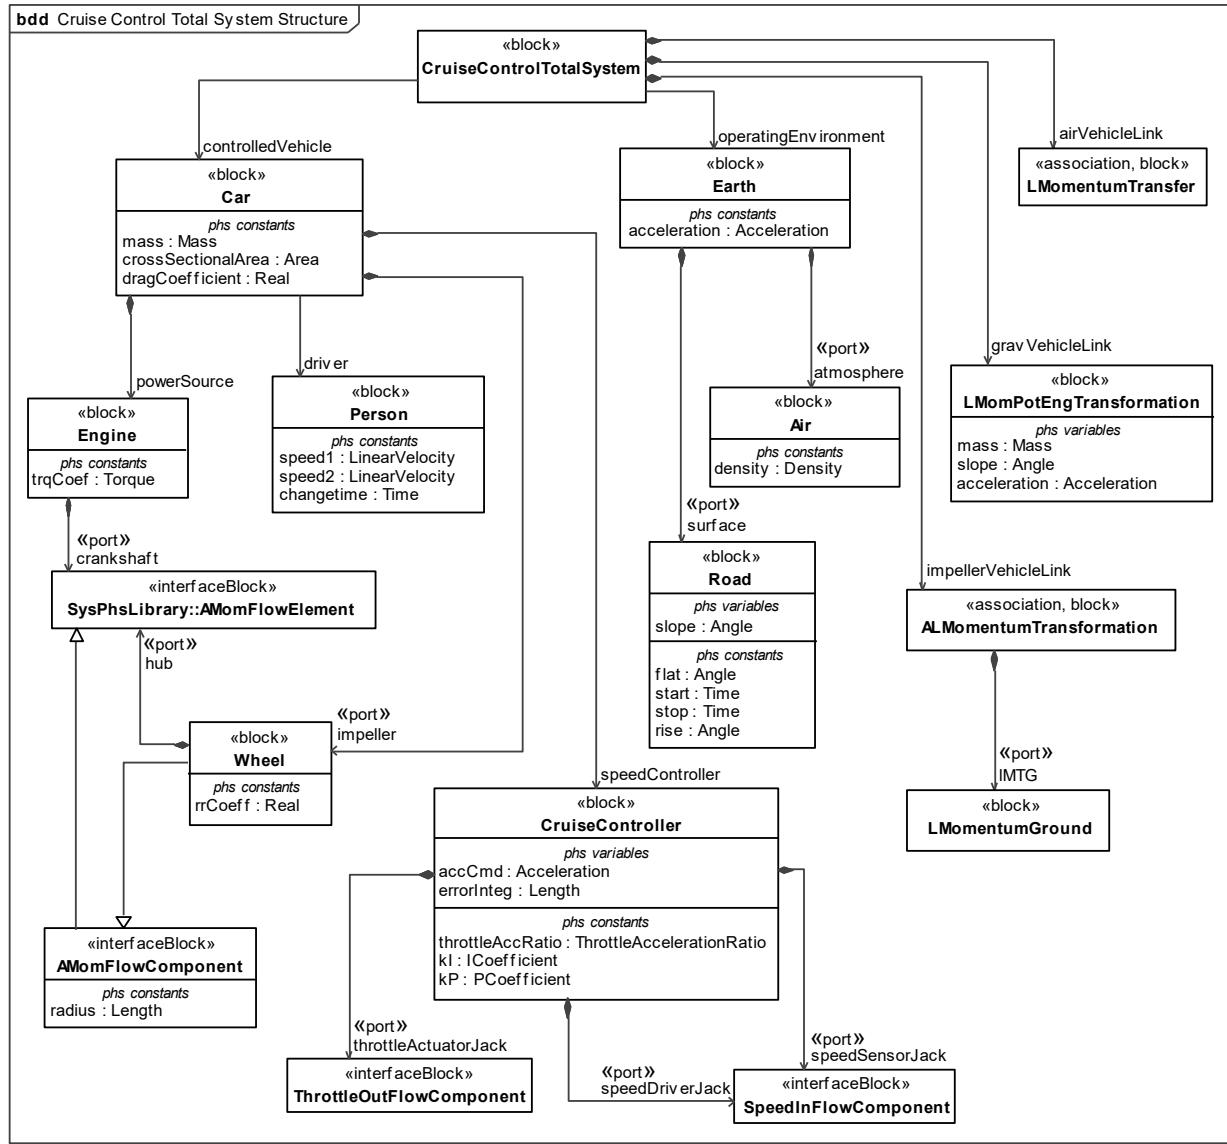 bdd Cruise Control Total System Structure
«block»
CruiseControlTotalSystem
controlledVehicle
operatingEnvironment
airVehicleLink
«block»
Car
phs constants
mass : Mass
crossSectionalArea : Area
dragCoefficient : Real
«block»
Earth
phs constants
acceleration : Acceleration
«association, block»
LMomentumTransfer
powerSource
driver
«port»
atmosphere
gravVehicleLink
«block»
Engine
phs constants
trqCoef : Torque
«block»
Person
phs constants
speed1 : LinearVelocity
speed2 : LinearVelocity
changetime : Time
«block»
Air
phs constants
density : Density
«block»
LMomPotEngTransformation
phs variables
mass : Mass
slope : Angle
acceleration : Acceleration
«port»
crankshaft
«port»
surface
impellerVehicleLink
«interfaceBlock»
SysPhsLibrary::AMomFlowElement
«block»
Road
phs variables
slope : Angle
phs constants
flat : Angle
start : Time
stop : Time
rise : Angle
«association, block»
ALMomentumTransformation
«port»
hub
«port»
impeller
«block»
Wheel
phs constants
rrCoeff : Real
«port»
lMTG
speedController
«block»
CruiseController
phs variables
accCmd : Acceleration
errorInteg : Length
phs constants
throttleAccRatio : ThrottleAccelerationRatio
kI : ICoefficient
kP : PCoefficient
«block»
LMomentumGround
«interfaceBlock»
AMomFlowComponent
phs constants
radius : Length
«port»
throttleActuatorJack
«port»
speedDriverJack
«port»
speedSensorJack
«interfaceBlock»
ThrottleOutFlowComponent
«interfaceBlock»
SpeedInFlowComponent